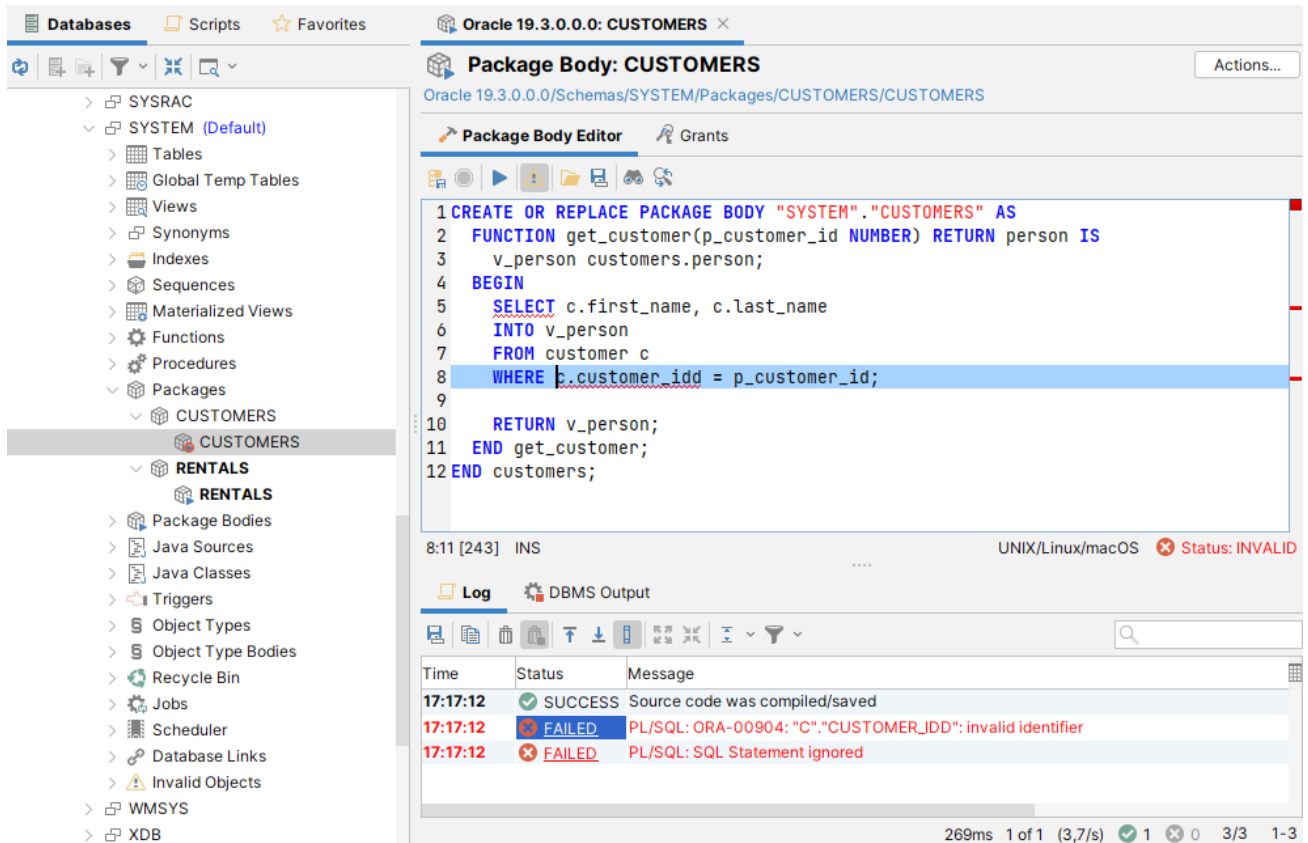 Databases Scripts Favorites
SYSRAC
SYSTEM (Default)
Tables
Global Temp Tables
Views
Synonyms
Indexes
Sequences
Materialized Views
Functions
Procedures
Packages
CUSTOMERS
CUSTOMERS
RENTALS
RENTALS
Package Bodies
Java Sources
Java Classes
Triggers
Object Types
Object Type Bodies
Recycle Bin
Jobs
Scheduler
Database Links
Invalid Objects
WMSYS
XDB
Oracle 19.3.0.0.0: CUSTOMERS
Package Body: CUSTOMERS Actions...
Oracle 19.3.0.0.0/Schemas/SYSTEM/Packages/CUSTOMERS/CUSTOMERS
Package Body Editor Grants
1 CREATE OR REPLACE PACKAGE BODY "SYSTEM"."CUSTOMERS" AS
2 FUNCTION get_customer(p_customer_id NUMBER) RETURN person IS
3 v_person customers.person;
4 BEGIN
5 SELECT c.first_name, c.last_name
6 INTO v_person
7 FROM customer c
8 WHERE c.customer_idd = p_customer_id;
9
10 RETURN v_person;
11 END get_customer;
12 END customers;
8:11 [243] INS UNIX/Linux/macOS Status: INVALID
Log DBMS Output
Time Status Message
17:17:12 SUCCESS Source code was compiled/saved
17:17:12 FAILED PL/SQL: ORA-00904: "C"."CUSTOMER_IDD": invalid identifier
17:17:12 FAILED PL/SQL: SQL Statement ignored
269ms 1 of 1 (3,7/s) 1 0 3/3 1-3